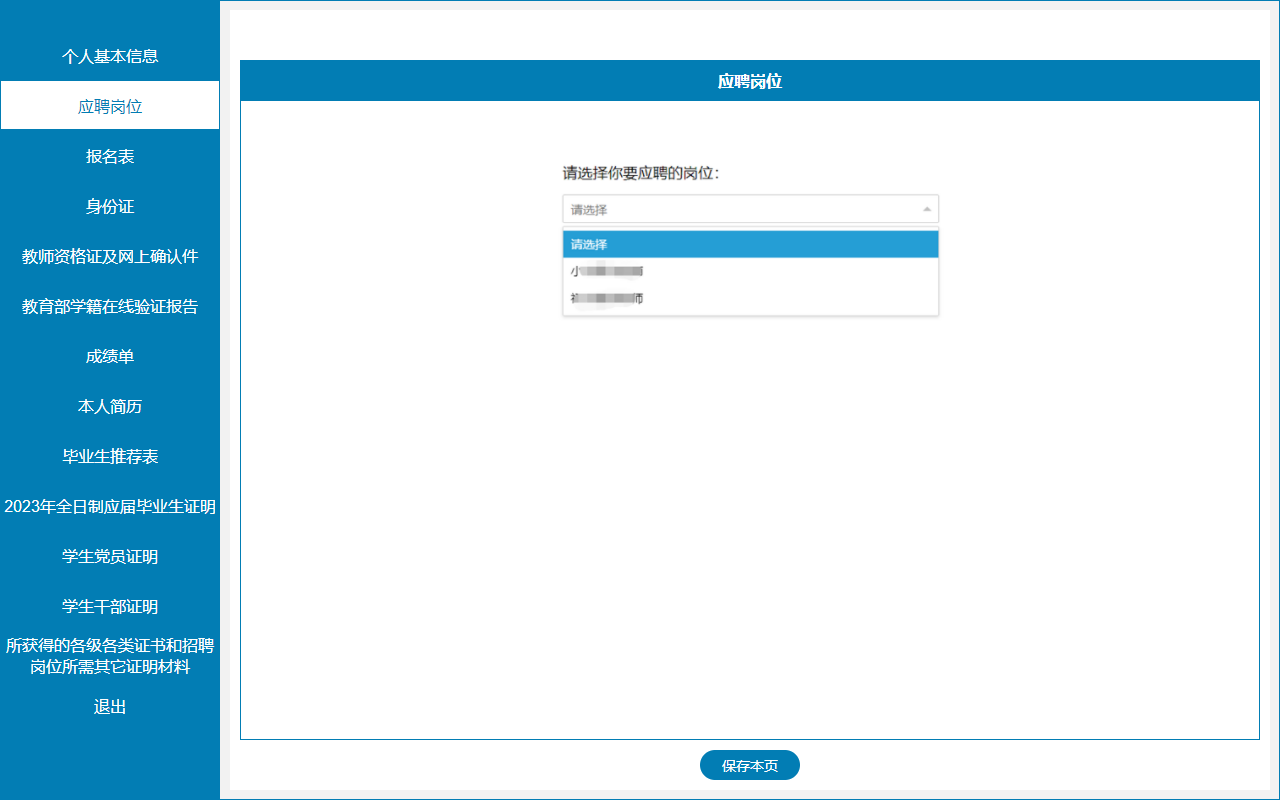 个人基本信息
应聘岗位
报名表
身份证
教师资格证及网上确认件
教育部学籍在线验证报告
成绩单
本人简历
毕业生推荐表
2023年全日制应届毕业生证明
学生党员证明
学生干部证明
所获得的各级各类证书和招聘
岗位所需其它证明材料
退出
应聘岗位
请选择你要应聘的岗位：
请选择
请选择
小
师
保存本页